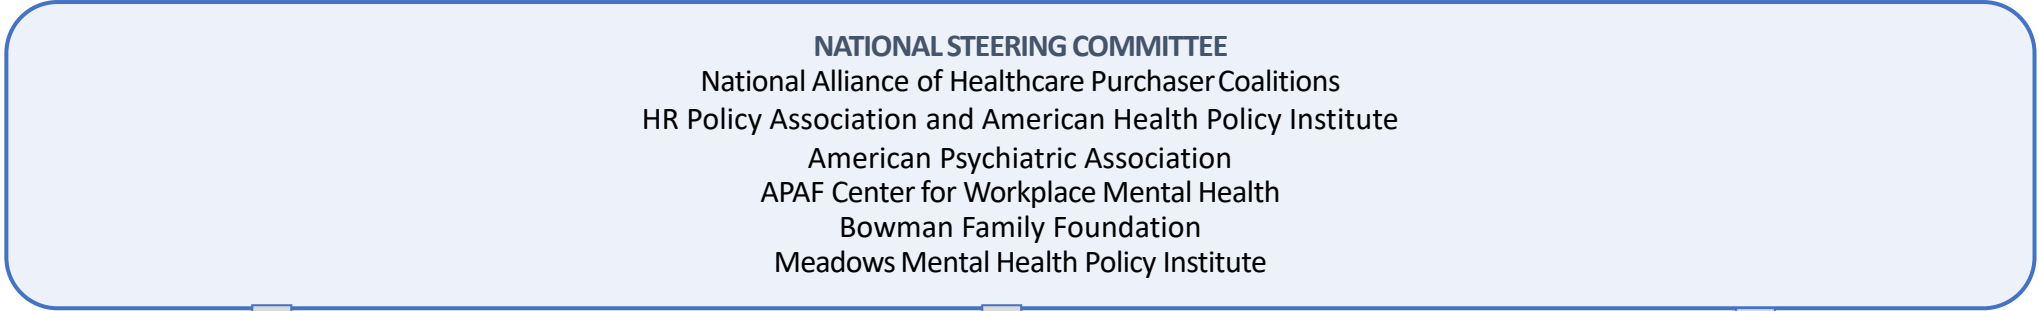 NATIONAL STEERING COMMITTEE
National Alliance of Healthcare Purchaser Coalitions
HR Policy Association and American Health Policy Institute
American Psychiatric Association
APAF Center for Workplace Mental Health
Bowman Family Foundation
Meadows Mental Health Policy Institute